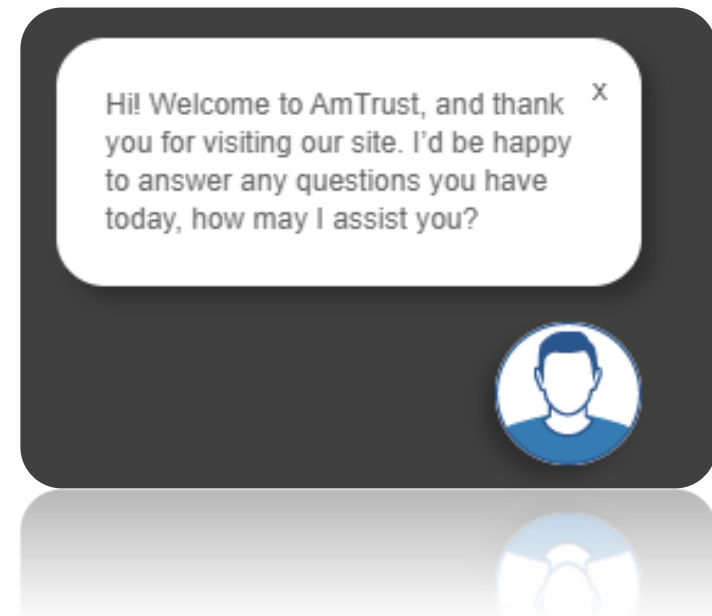 Hi! Welcome to AmTrust, and thank
x
you for visiting our site. I’d be happy
to answer any questions you have
today, how may I assist you?